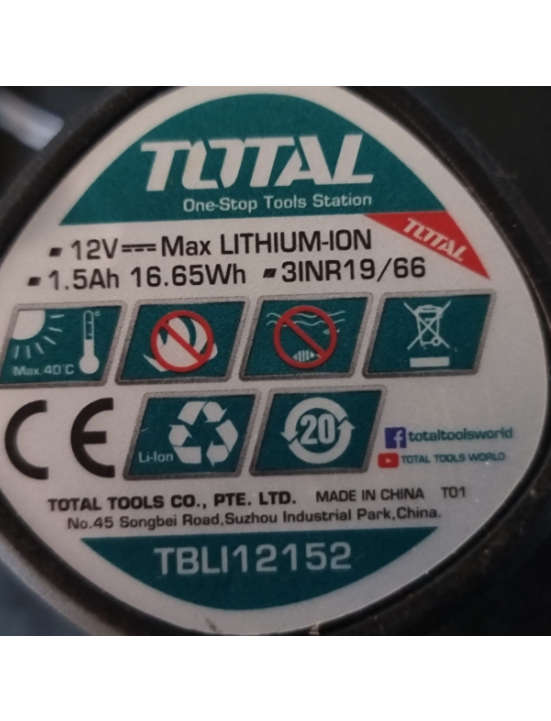 TOTAL
One-Stop Tools Station
TOTAL
▪ 12V⎓Max LITHIUM-ION
▪ 1.5Ah 16.65Wh ▪ 3INR19/66
Max.40°C
°C
CE
Li-Ion
20
totaltoolsworld
TOTAL TOOLS WORLD
TOTAL TOOLS CO., PTE. LTD. MADE IN CHINA T01
No.45 Songbei Road,Suzhou Industrial Park,China.
TBLI12152